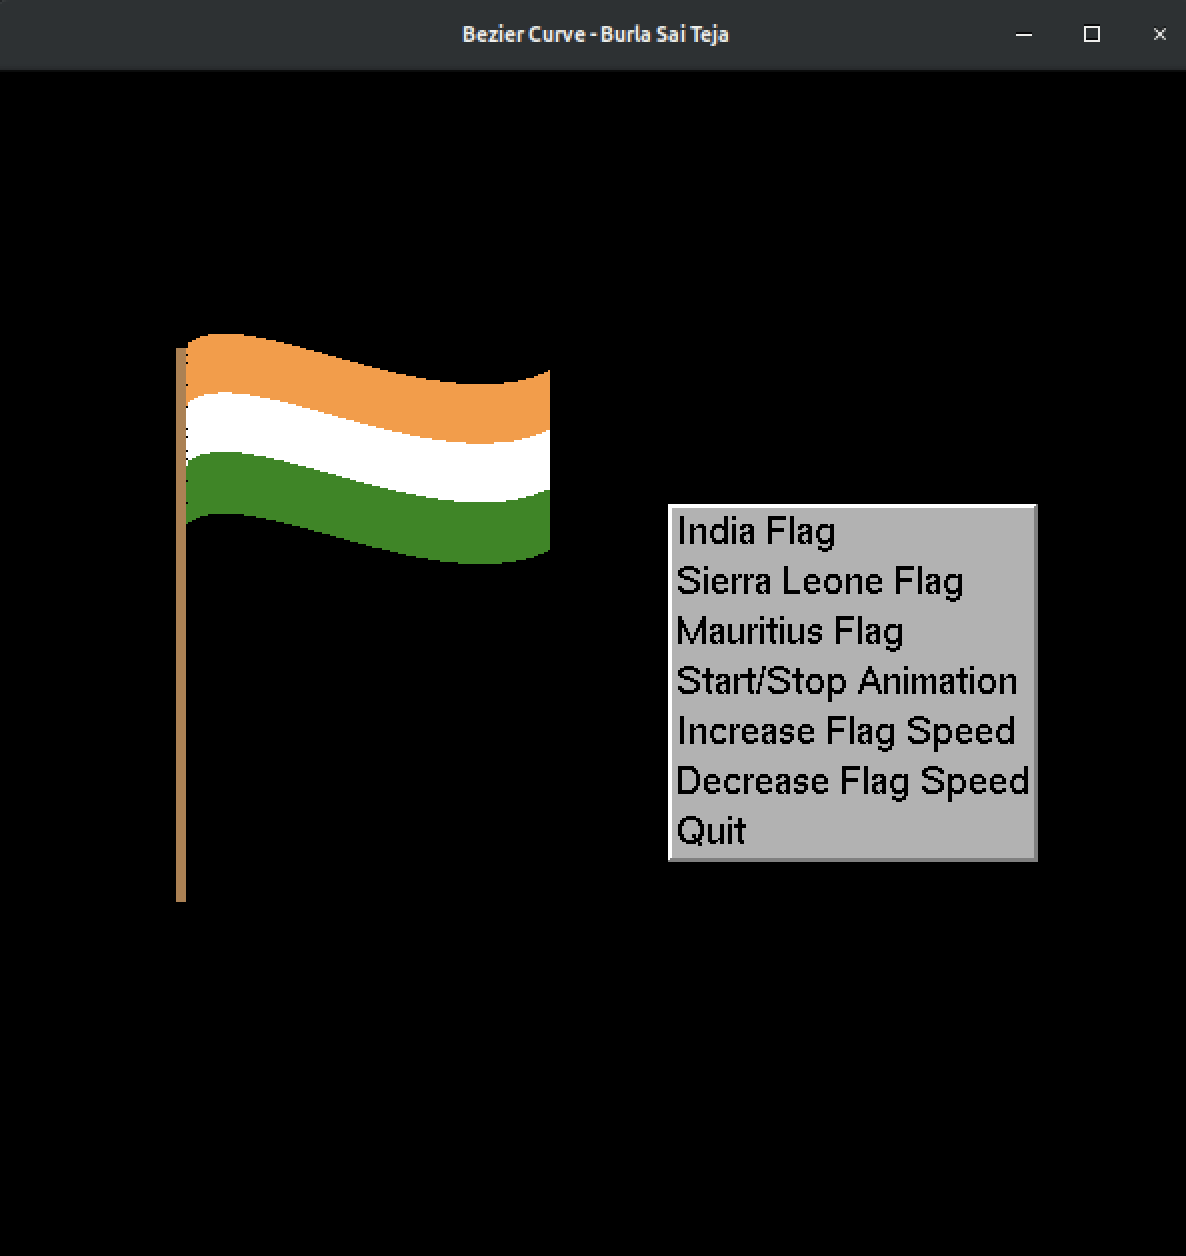 Bezier Curve - Burla Sai Teja
India Flag
Sierra Leone Flag
Mauritius Flag
Start/Stop Animation
Increase Flag Speed
Decrease Flag Speed
Quit